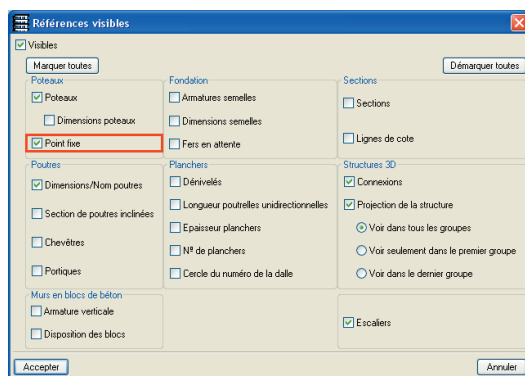 Références visibles
Visibles
Marquer toutes
Démarquer toutes
Poteaux
Poteaux
Dimensions poteaux
Point fixe
Fondation
Armatures semelles
Dimensions semelles
Fers en attente
Sections
Sections
Lignes de cote
Poutres
Dimensions/Nom poutres
Section de poutres inclinées
Chevêtres
Portiques
Planchers
Dénivelés
Longueur poutrelles unidirectionnelles
Epaisseur planchers
Nº de planchers
Cercle du numéro de la dalle
Structures 3D
Connexions
Projection de la structure
Voir dans tous les groupes
Voir seulement dans le premier groupe
Voir dans le dernier groupe
Murs en blocs de béton
Armature verticale
Disposition des blocs
Escaliers
Accepter
Annuler